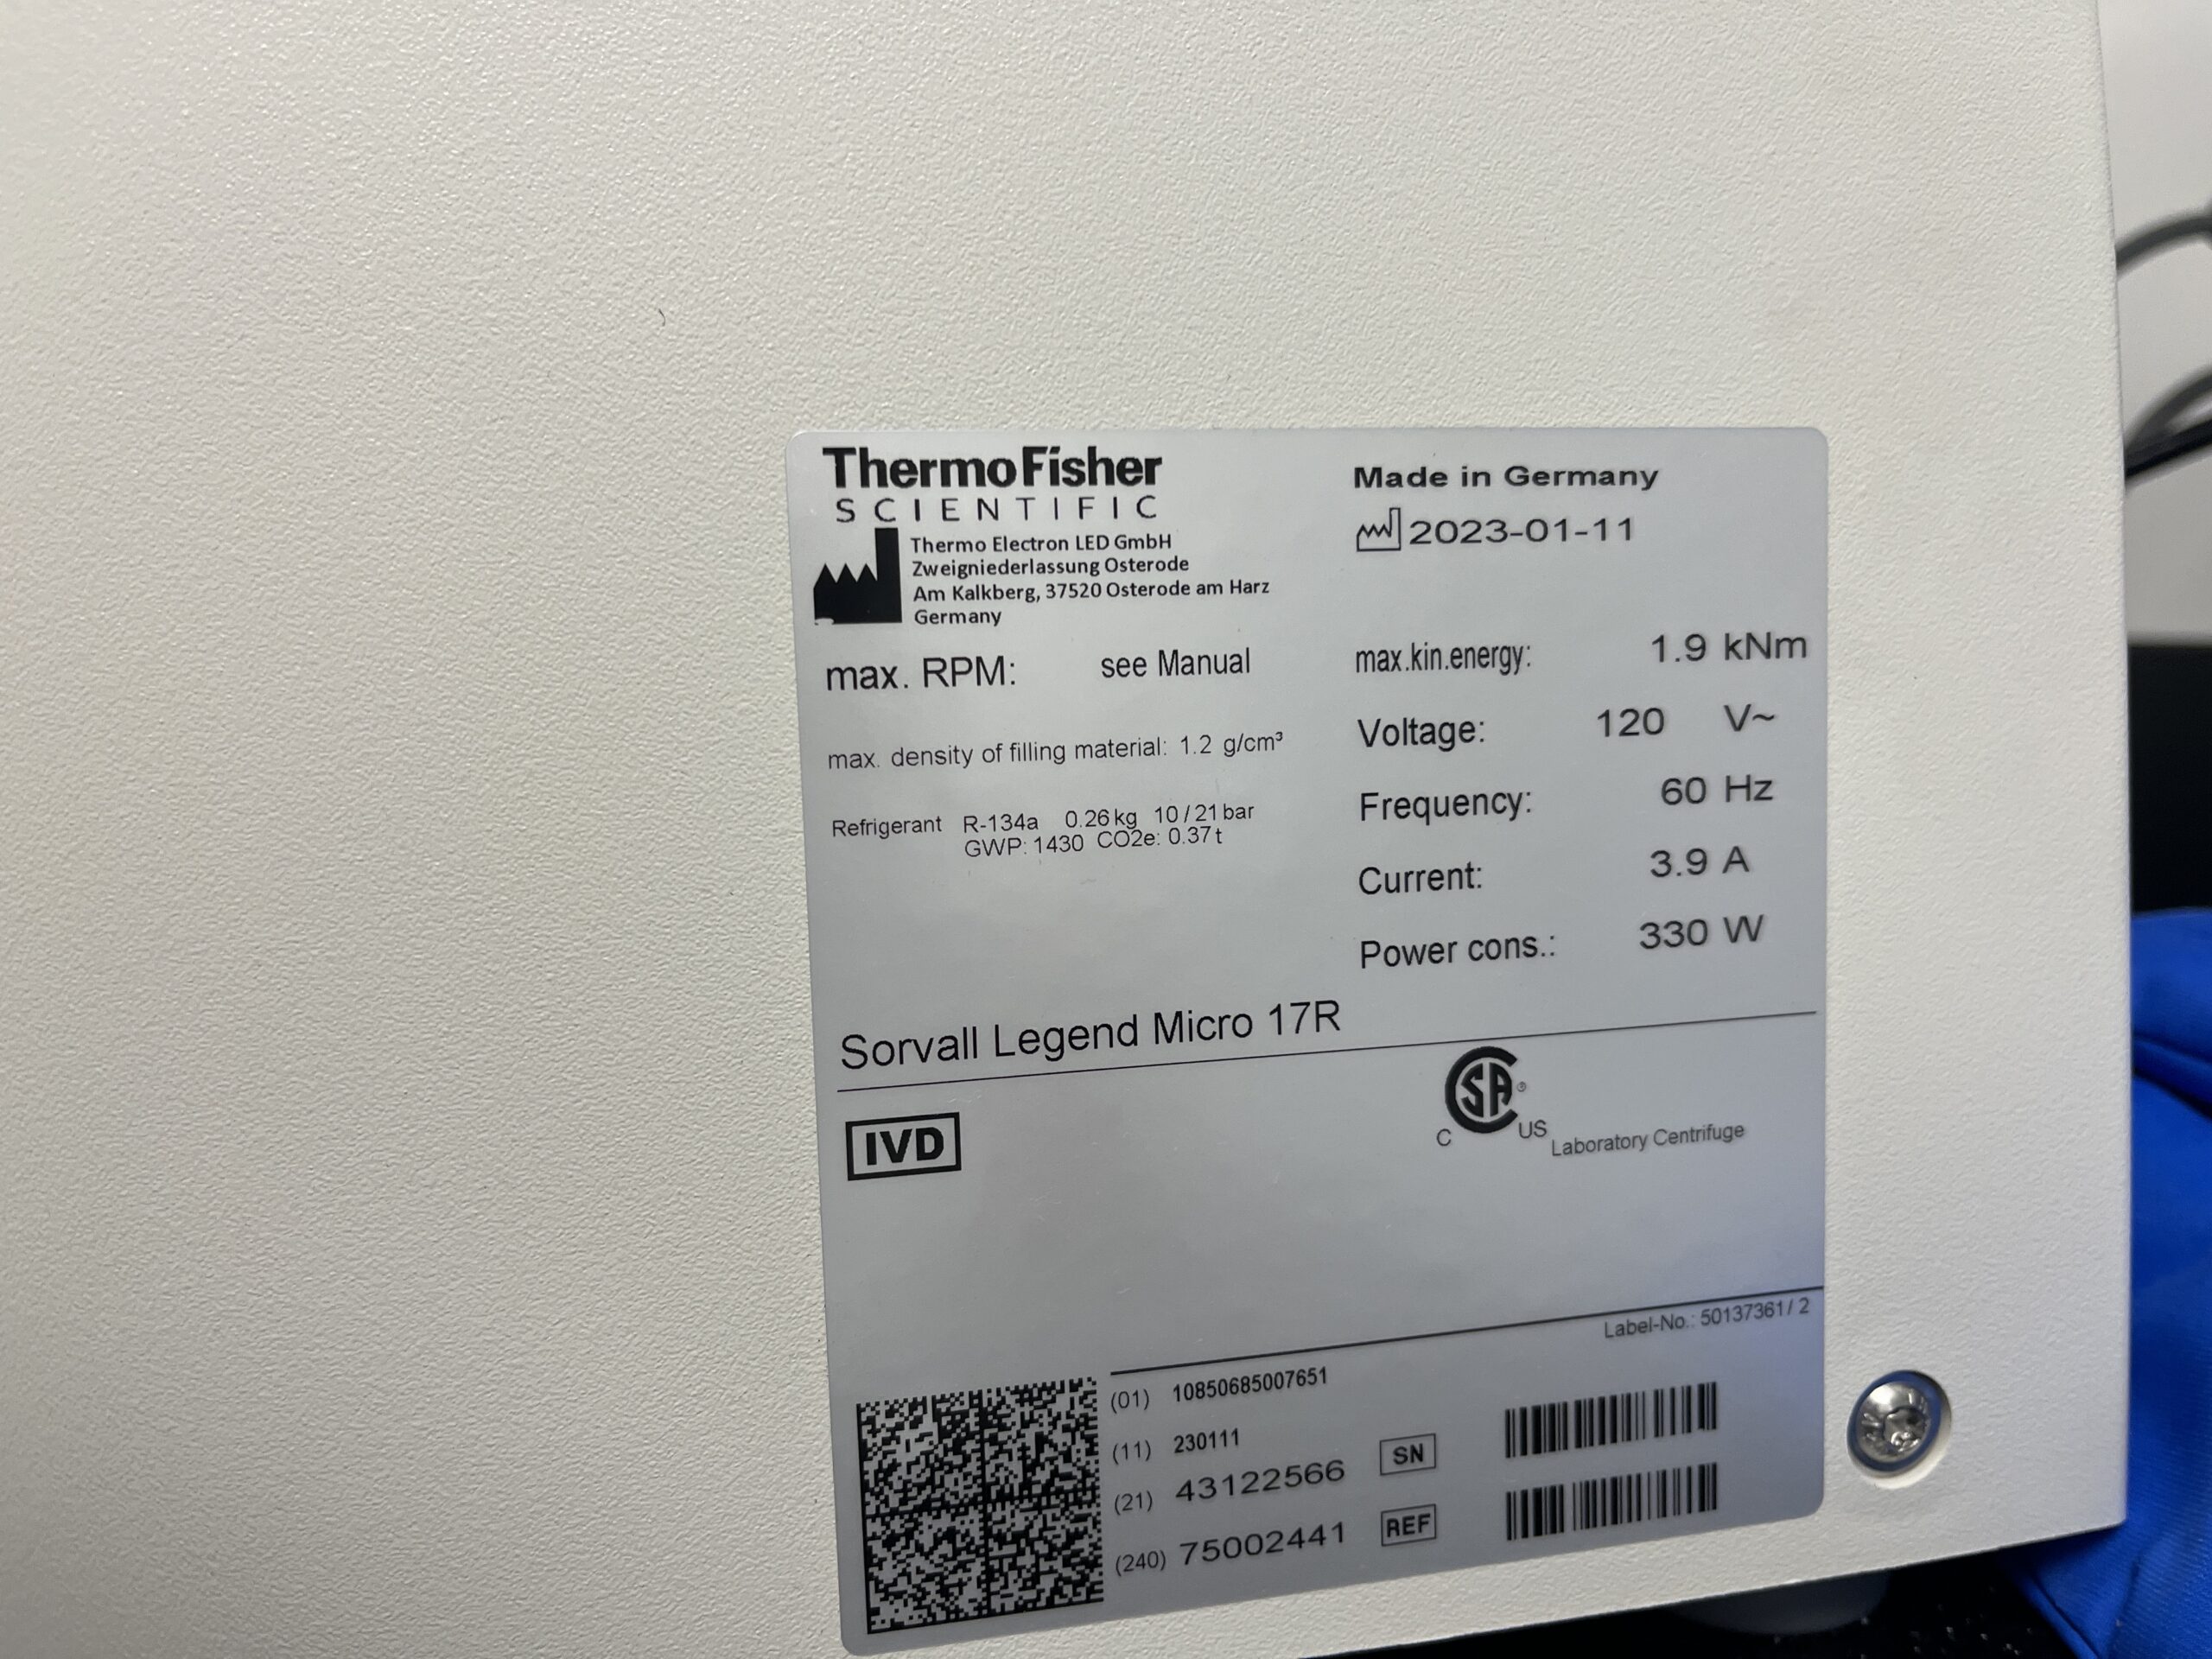 ThermoFisher
SCIENTIFIC
Thermo Electron LED GmbH
Zweigniederlassung Osterode
Am Kalkberg, 37520 Osterode am Harz
Germany
Made in Germany
2023-01-11
max. RPM: see Manual
max. density of filling material: 1.2 g/cm³
Refrigerant R-134a 0.26 kg 10 / 21 bar
GWP: 1430 CO2e: 0.37 t
max.kin.energy: 1.9 kNm
Voltage: 120 V~
Frequency: 60 Hz
Current: 3.9 A
Power cons.: 330 W
Sorvall Legend Micro 17R
IVD
CSA®
C US
Laboratory Centrifuge
Label-No.: 50137361/ 2
(01) 10850685007651
(11) 230111
(21) 43122566 SN
(240) 75002441 REF